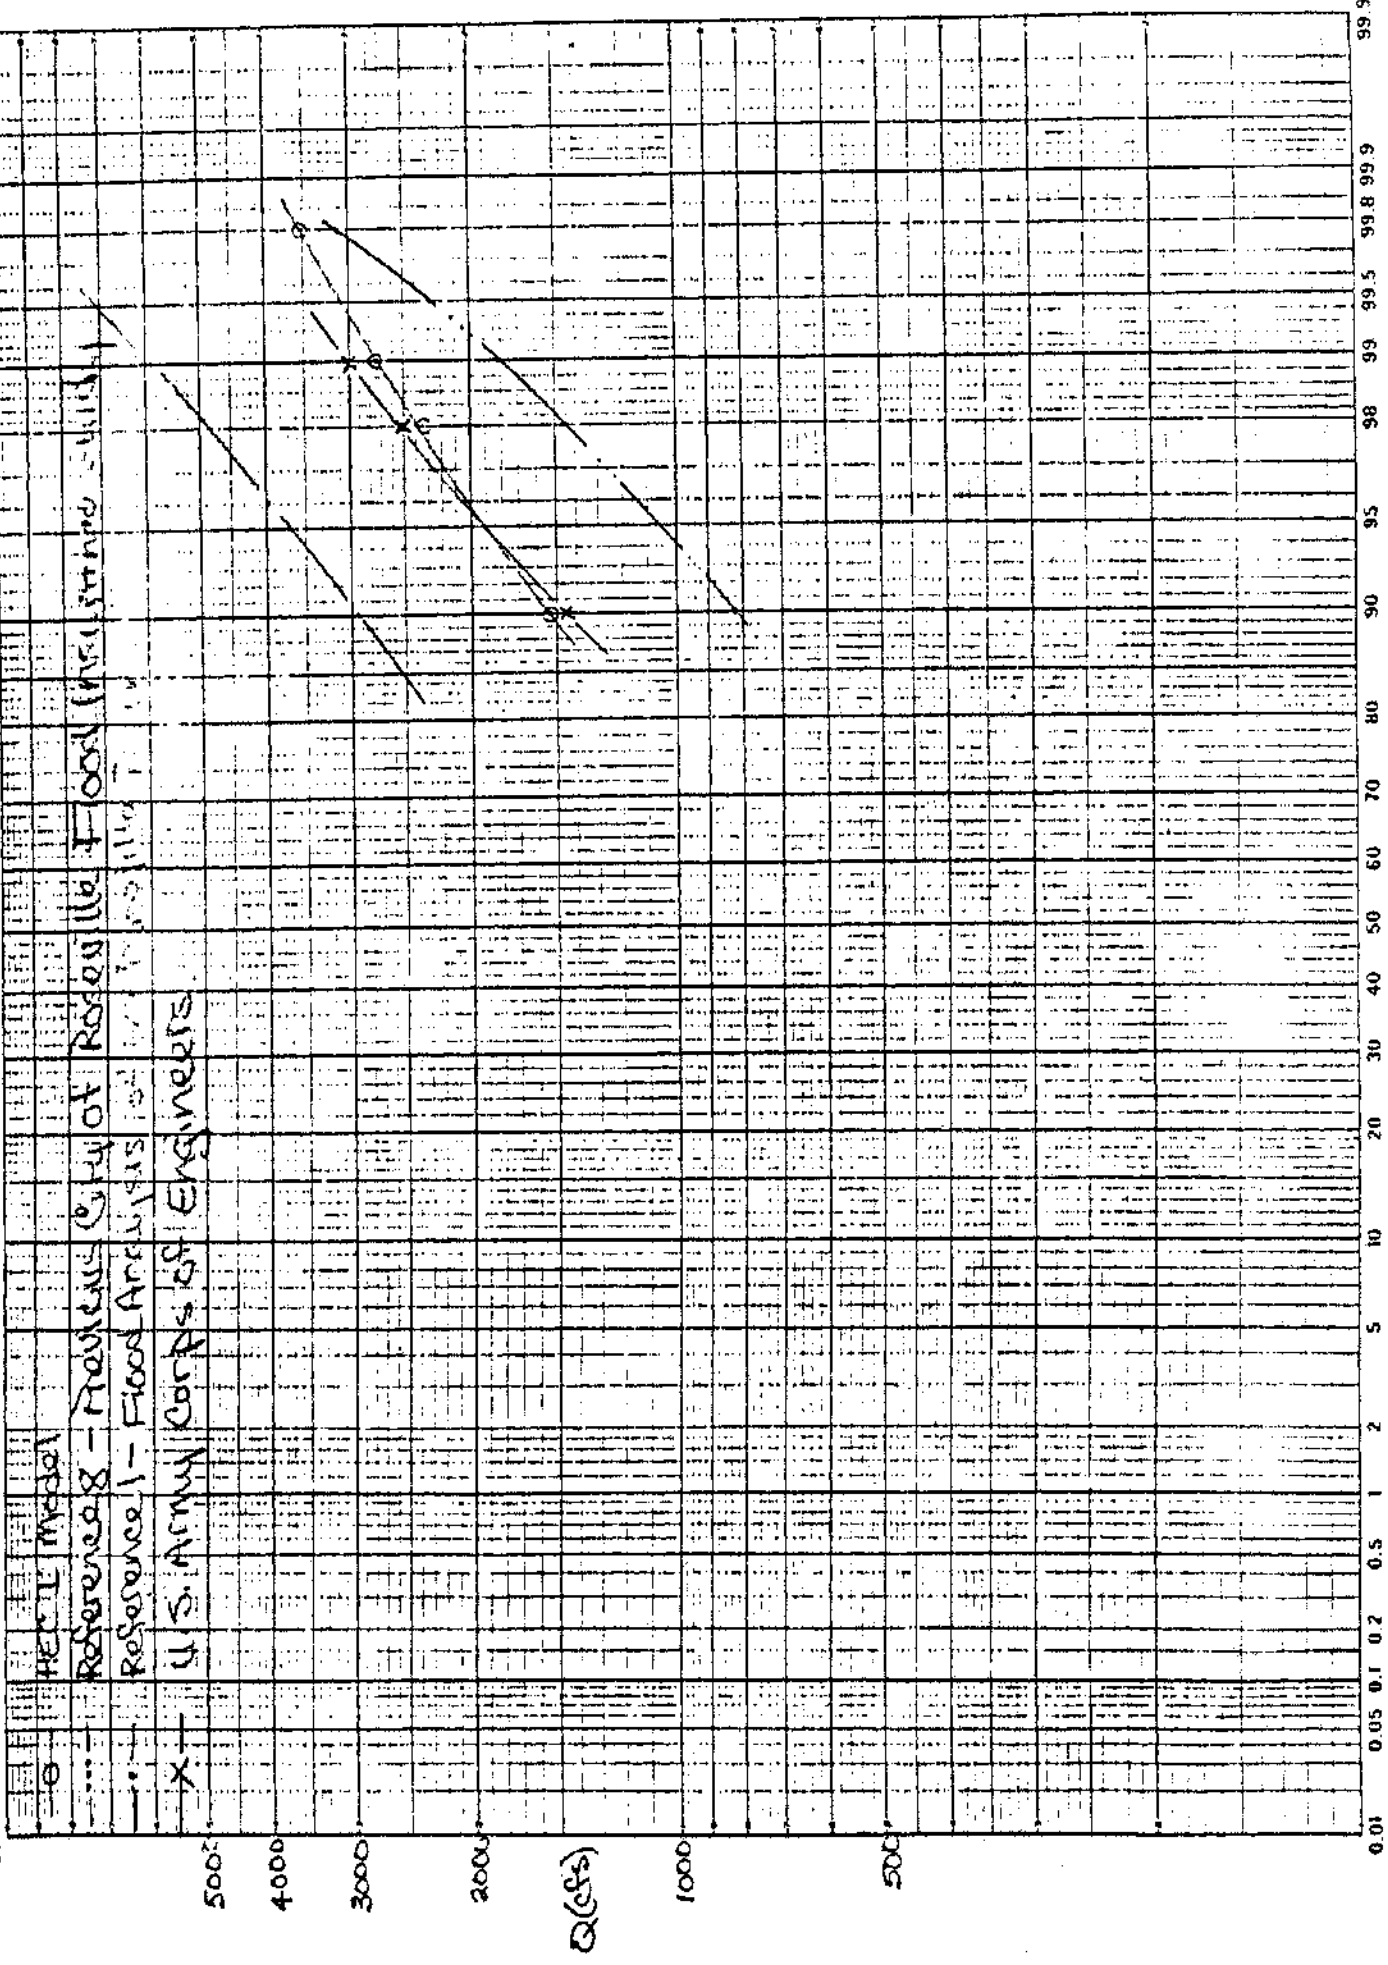 HEC 1 Model
Reference 8 - Previous City of Roseville Flood
Reference 1 - Flood Analysis
U.S. Army Corps of Engineers
5000
4000
3000
2000
Q(cfs)
1000
500
0.01 0.05 0.1 0.2 0.5 1 2 5 10 20 30 40 50 60 70 80 90 95 98 99 99.5 99.8 99.9 99.9